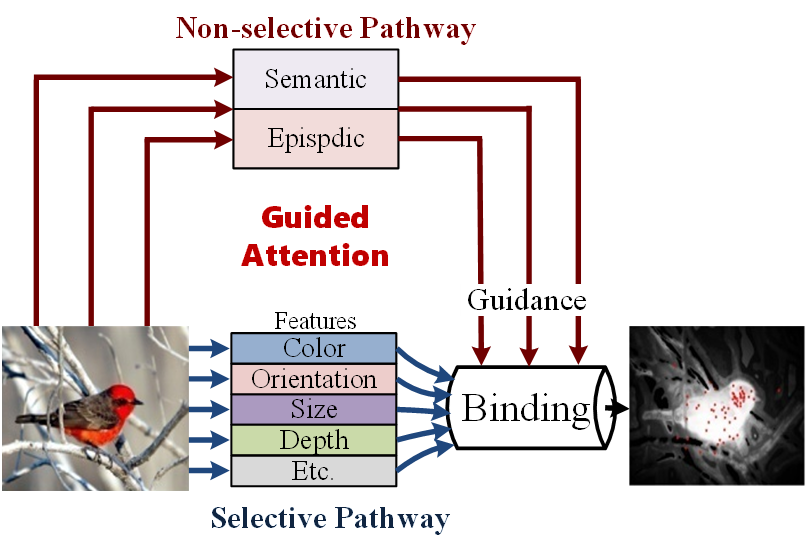 Non-selective Pathway
Semantic
Epispdic
Guided
Attention
Guidance
Features
Color
Orientation
Size
Depth
Etc.
Binding
Selective Pathway